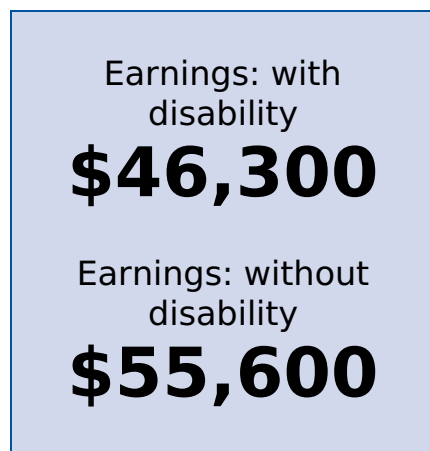 Earnings: with
disability
$46,300
Earnings: without
disability
$55,600